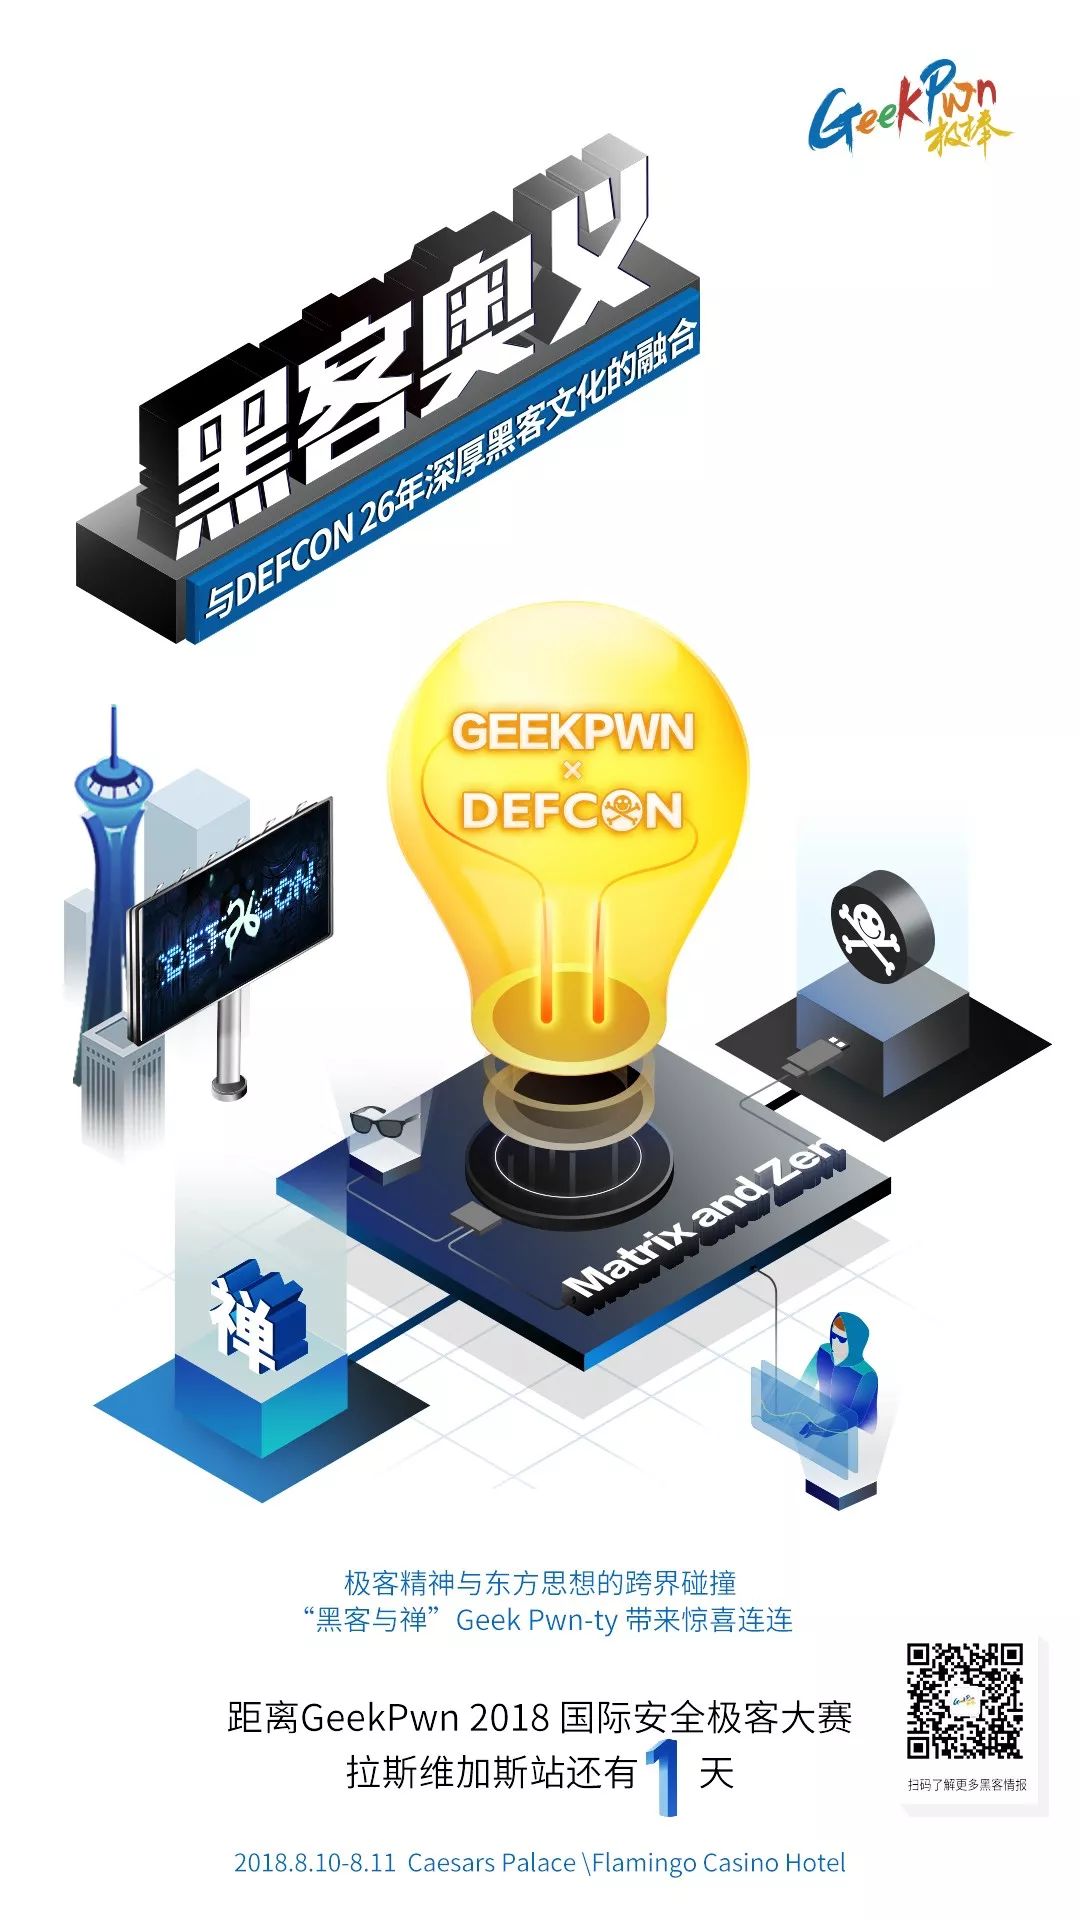 GeekPwn
极棒
黑客奥义
与DEFCON 26年深厚黑客文化的融合
GEEKPWN
×
DEFCON
DEF26CON
Matrix and Zen
禅
极客精神与东方思想的跨界碰撞
“黑客与禅”Geek Pwn-ty 带来惊喜连连
距离GeekPwn 2018 国际安全极客大赛
拉斯维加斯站还有1天
扫码了解更多黑客情报
2018.8.10-8.11 Caesars Palace \Flamingo Casino Hotel